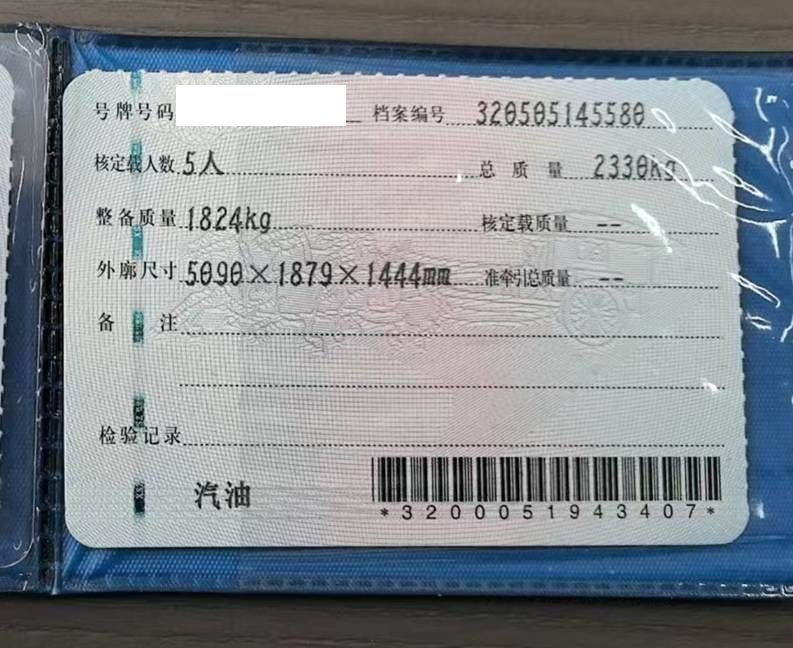 号牌号码 档案编号 320505145580
核定载人数 5人 总质量 2330kg
整备质量 1824kg 核定载质量 --
外廓尺寸 5090×1879×1444mm 准牵引总质量 --
备注
检验记录
汽油
*3200051943407*